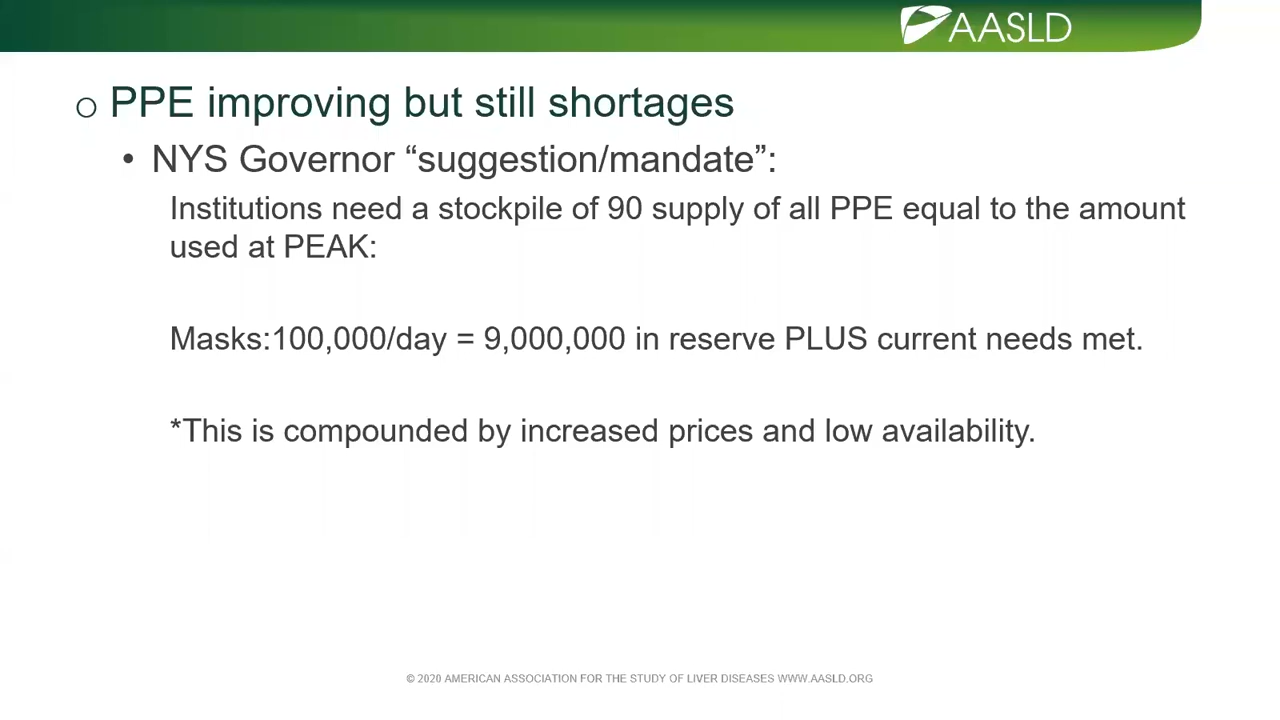 AASLD
o PPE improving but still shortages
• NYS Governor “suggestion/mandate”:
Institutions need a stockpile of 90 supply of all PPE equal to the amount
used at PEAK:
Masks:100,000/day = 9,000,000 in reserve PLUS current needs met.
*This is compounded by increased prices and low availability.
© 2020 AMERICAN ASSOCIATION FOR THE STUDY OF LIVER DISEASES WWW.AASLD.ORG